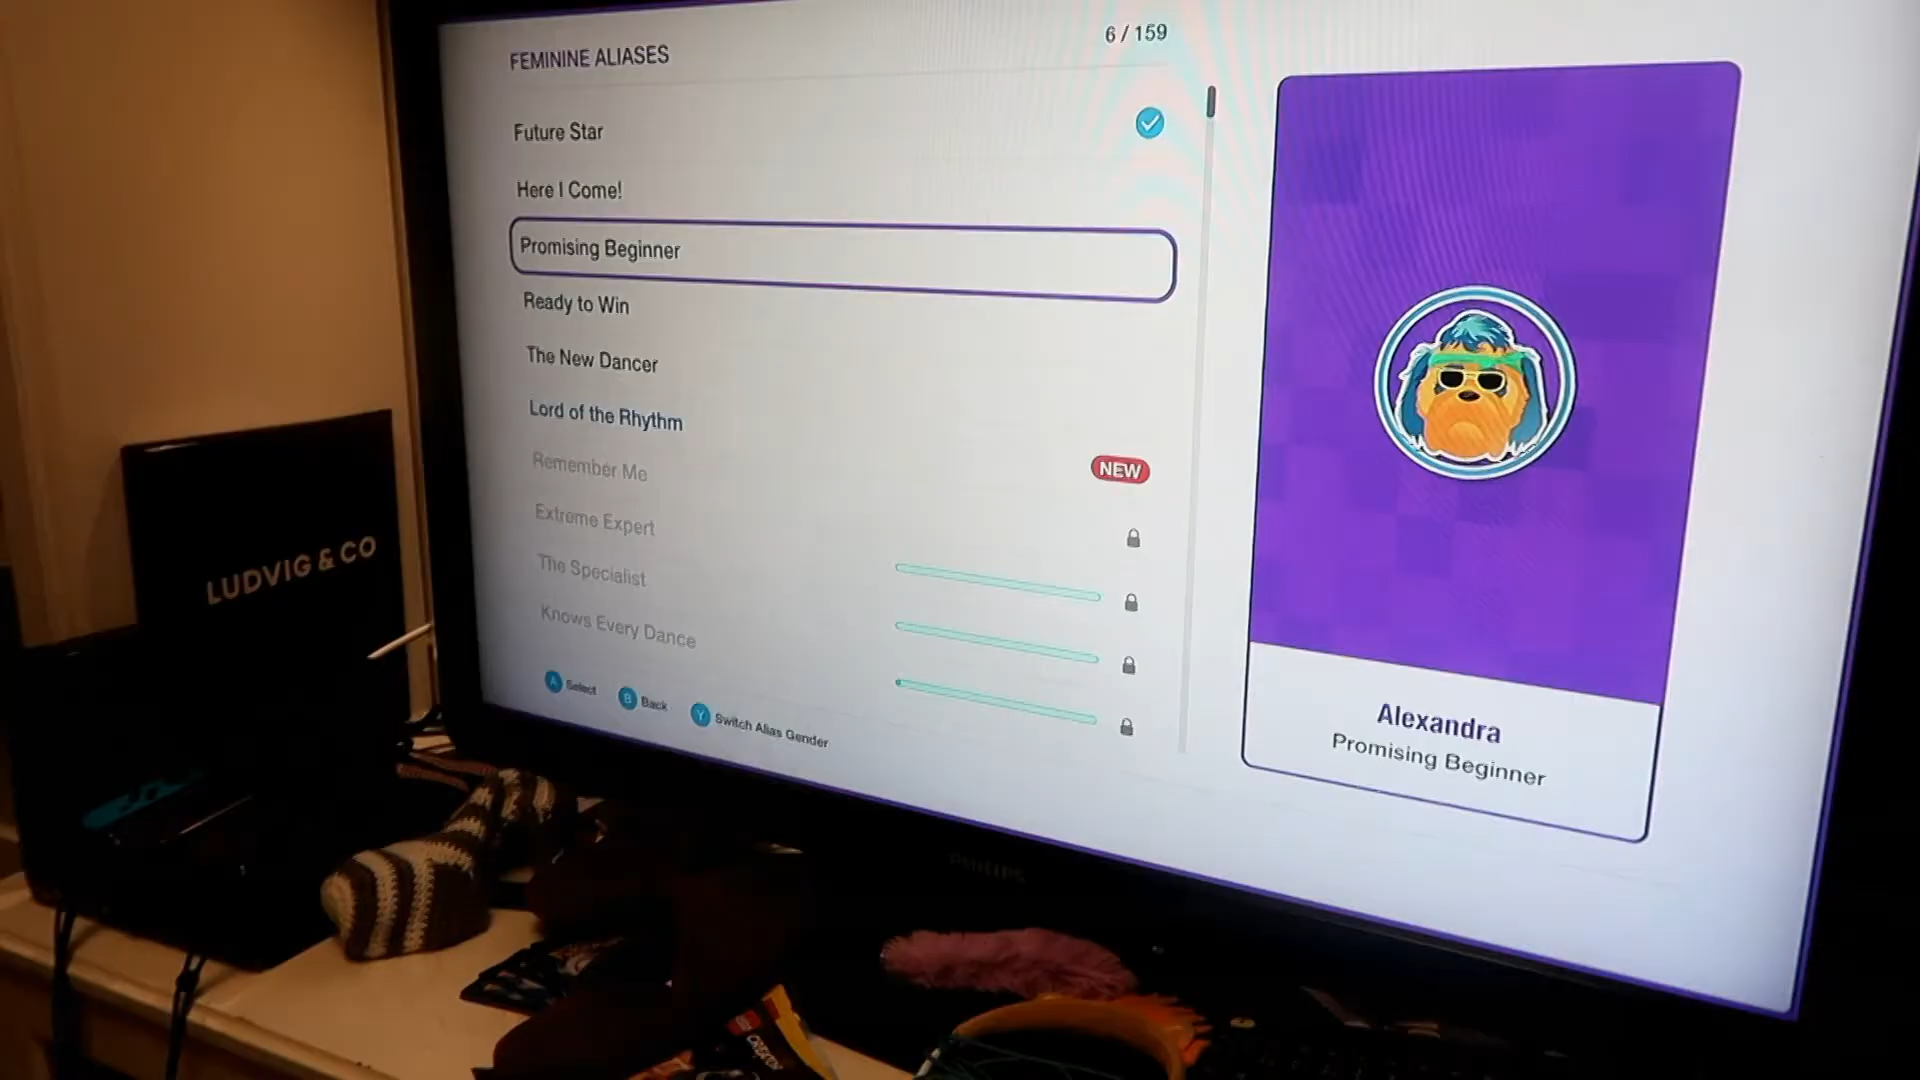 FEMININE ALIASES
6 / 159
Future Star
Here I Come!
Promising Beginner
Ready to Win
The New Dancer
Lord of the Rhythm
Remember Me
NEW
Extreme Expert
The Specialist
Knows Every Dance
A Select
B Back
Y Switch Alias Gender
Alexandra
Promising Beginner
LUDVIG & CO
PHILIPS
CREATOR